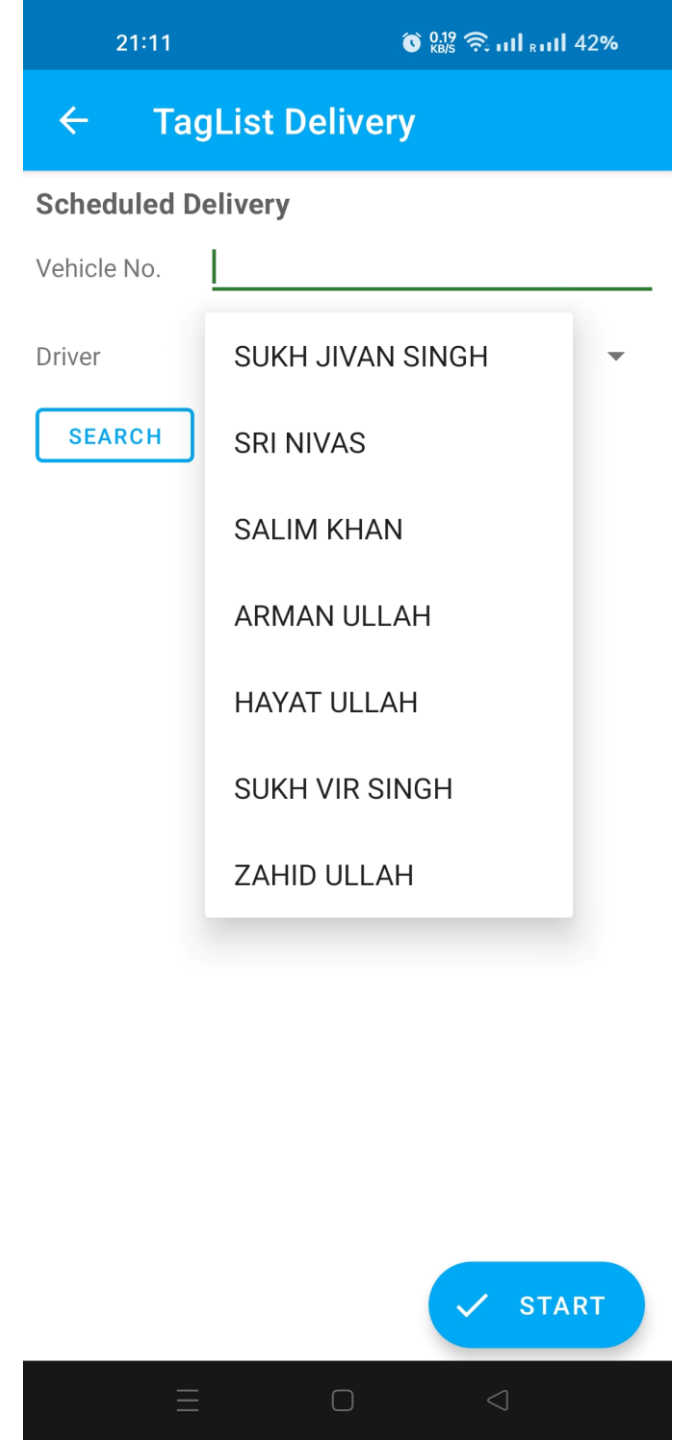 21:11 0.19 KB/S R 42%
TagList Delivery
Scheduled Delivery
Vehicle No.
Driver
SUKH JIVAN SINGH
SEARCH
SRI NIVAS
SALIM KHAN
ARMAN ULLAH
HAYAT ULLAH
SUKH VIR SINGH
ZAHID ULLAH
START